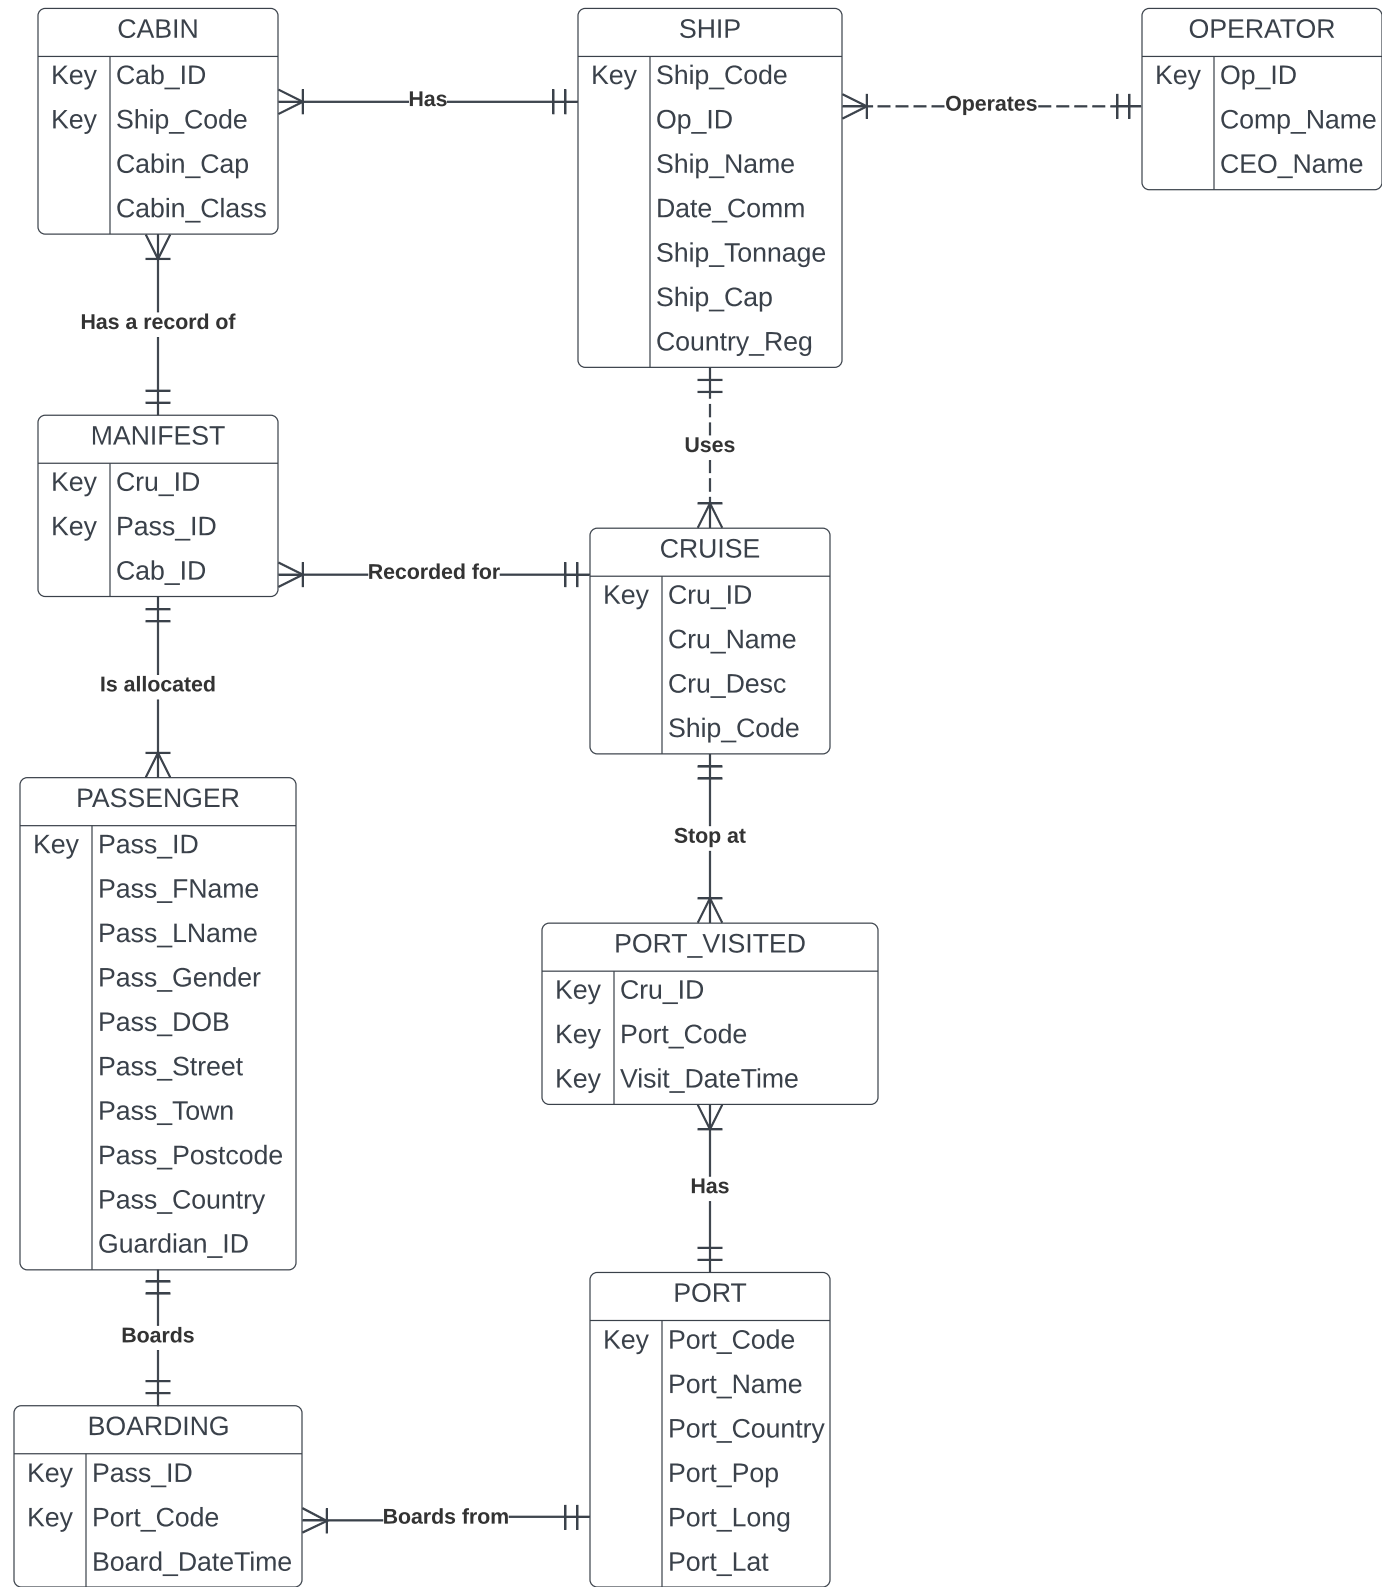 CABIN
Key Cab_ID
Key Ship_Code
Cabin_Cap
Cabin_Class
Has
SHIP
Key Ship_Code
Op_ID
Ship_Name
Date_Comm
Ship_Tonnage
Ship_Cap
Country_Reg
Operates
OPERATOR
Key Op_ID
Comp_Name
CEO_Name
Has a record of
Uses
MANIFEST
Key Cru_ID
Key Pass_ID
Cab_ID
Recorded for
CRUISE
Key Cru_ID
Cru_Name
Cru_Desc
Ship_Code
Is allocated
Stop at
PASSENGER
Key Pass_ID
Pass_FName
Pass_LName
Pass_Gender
Pass_DOB
Pass_Street
Pass_Town
Pass_Postcode
Pass_Country
Guardian_ID
PORT_VISITED
Key Cru_ID
Key Port_Code
Key Visit_DateTime
Has
Boards
PORT
Key Port_Code
Port_Name
Port_Country
Port_Pop
Port_Long
Port_Lat
BOARDING
Key Pass_ID
Key Port_Code
Board_DateTime
Boards from